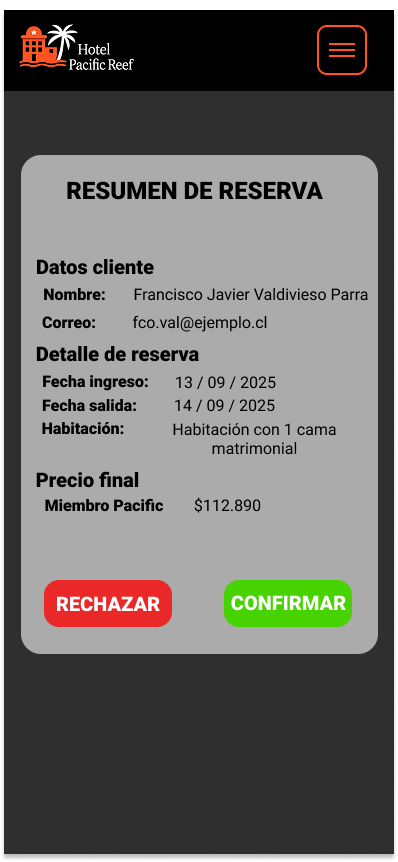 Hotel
Pacific Reef
RESUMEN DE RESERVA
Datos cliente
Nombre: Francisco Javier Valdivieso Parra
Correo: fco.val@ejemplo.cl
Detalle de reserva
Fecha ingreso: 13 / 09 / 2025
Fecha salida: 14 / 09 / 2025
Habitación: Habitación con 1 cama
matrimonial
Precio final
Miembro Pacific $112.890
RECHAZAR CONFIRMAR